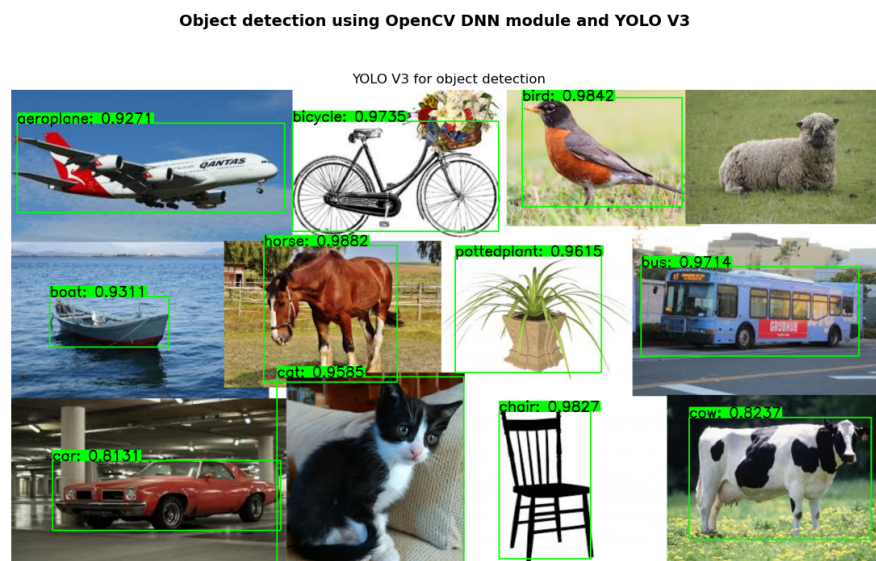 Object detection using OpenCV DNN module and YOLO V3
YOLO V3 for object detection
aeroplane: 0.9271
bicycle: 0.9735
bird: 0.9842
QANTAS
horse: 0.9882
pottedplant: 0.9615
bus: 0.9714
boat: 0.9311
GRUBHUB
cat: 0.9585
chair: 0.9827
cow: 0.8237
car: 0.8131